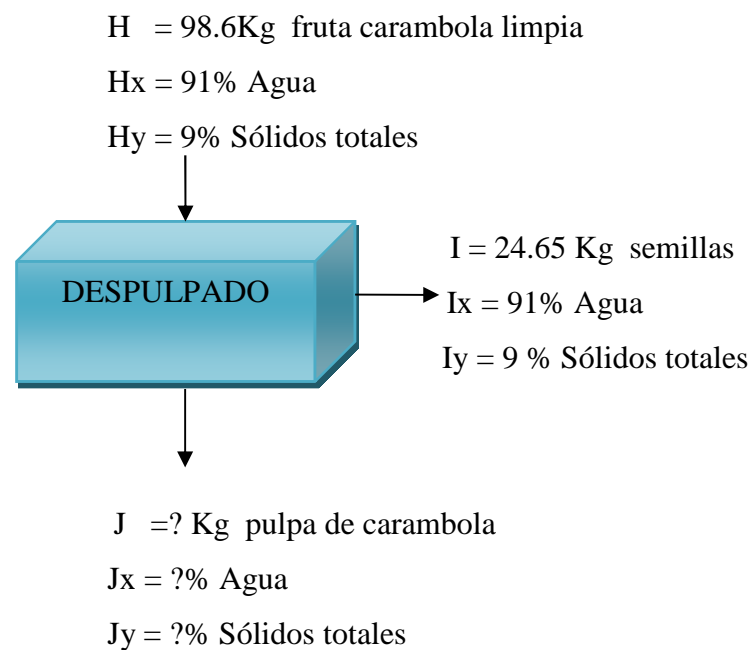 H = 98.6Kg fruta carambola limpia
Hx = 91% Agua
Hy = 9% Sólidos totales
DESPULPADO
I = 24.65 Kg semillas
Ix = 91% Agua
Iy = 9 % Sólidos totales
J =? Kg pulpa de carambola
Jx = ?% Agua
Jy = ?% Sólidos totales